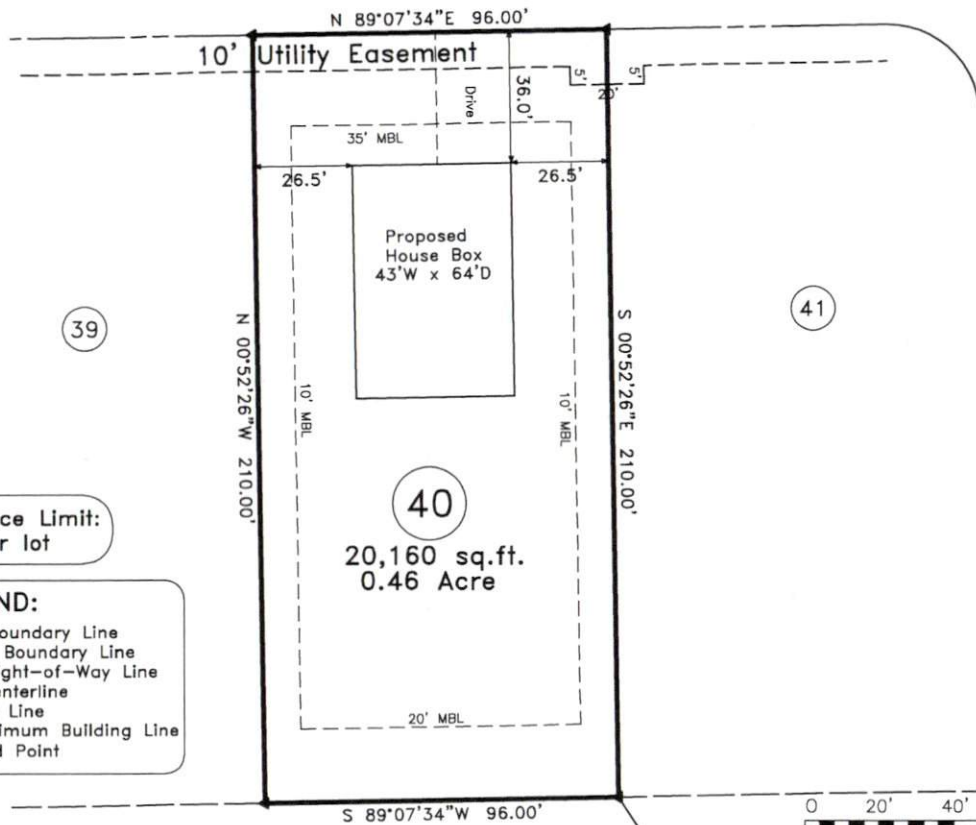 N 89°07'34"E 96.00'
10' Utility Easement
5'
5'
20'
Drive
36.0'
35' MBL
26.5'
26.5'
Proposed
House Box
43'W x 64'D
39
41
N 00°52'26"W 210.00'
S 00°52'26"E 210.00'
10' MBL
10' MBL
40
20,160 sq.ft.
0.46 Acre
ce Limit:
r lot
ND:
oundary Line
Boundary Line
ght-of-Way Line
enterline
Line
imum Building Line
d Point
20' MBL
S 89°07'34"W 96.00'
0 20' 40'